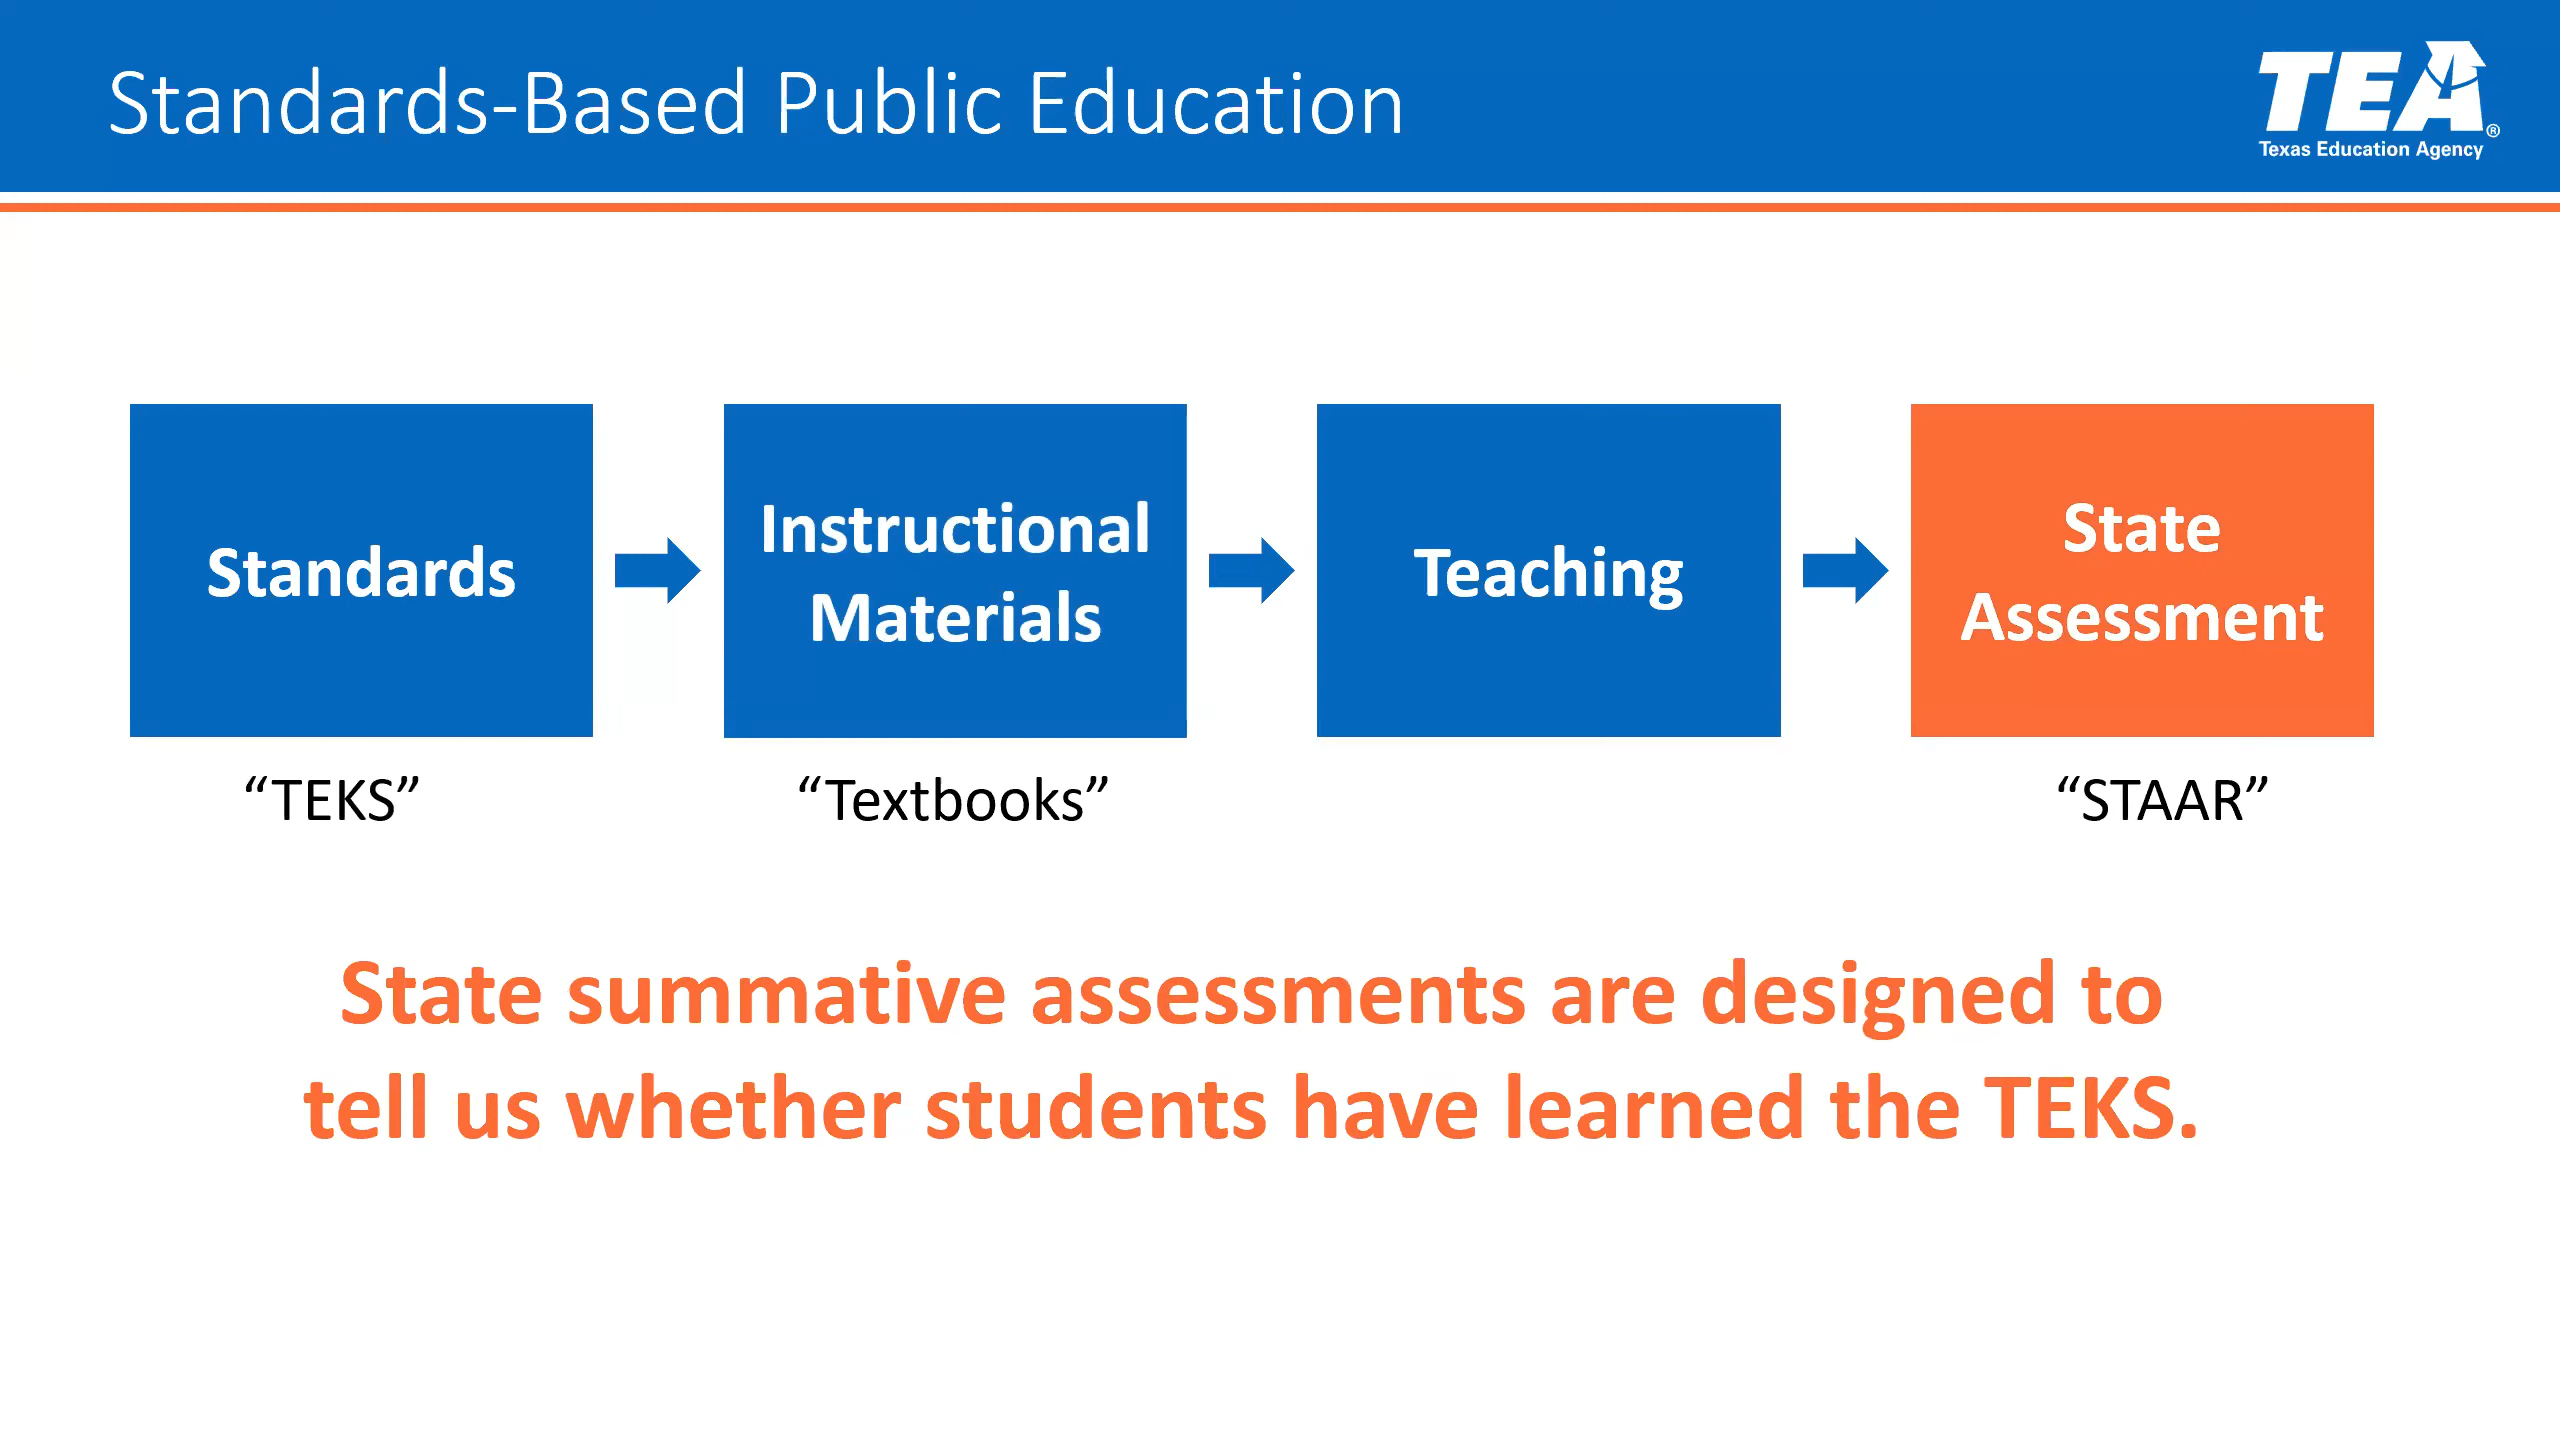 Standards-Based Public Education
TEA®
Texas Education Agency
Standards
Instructional
Materials
Teaching
State
Assessment
“TEKS”
“Textbooks”
“STAAR”
State summative assessments are designed to
tell us whether students have learned the TEKS.